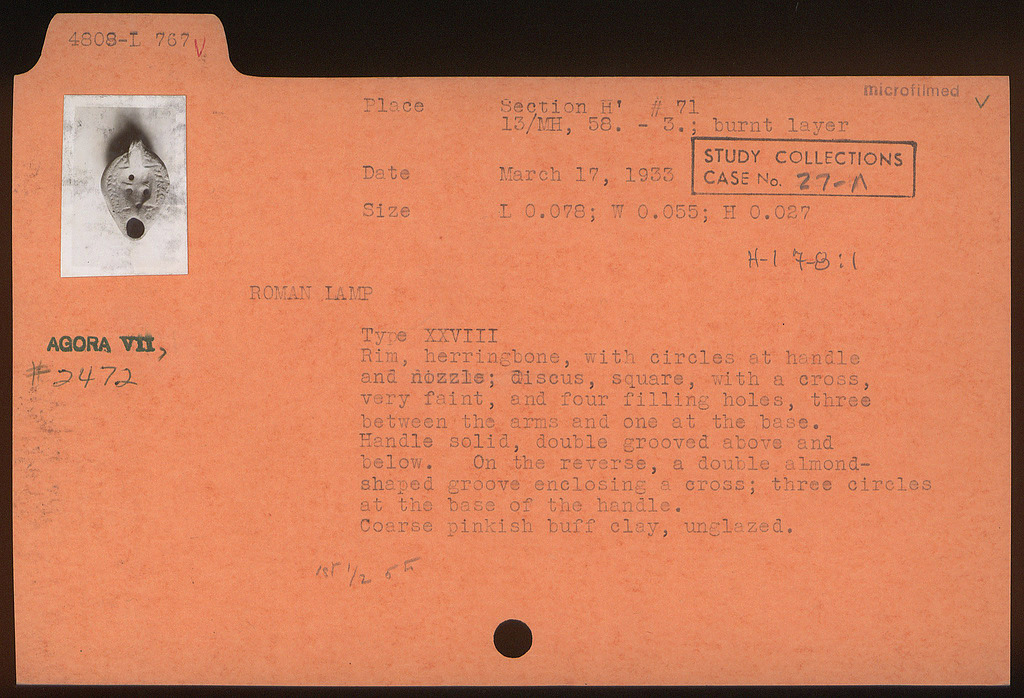 4808-L 767 V
microfilmed V
Place Section H' # 71
13/MH, 58. - 3.; burnt layer
STUDY COLLECTIONS
CASE No. 27-A
Date March 17, 1933
Size L 0.078; W 0.055; H 0.027
H-I 7-8:1
ROMAN LAMP
AGORA VII,
#2472
Type XXVIII
Rim, herringbone, with circles at handle
and nozzle; discus, square, with a cross,
very faint, and four filling holes, three
between the arms and one at the base.
Handle solid, double grooved above and
below. On the reverse, a double almond-
shaped groove enclosing a cross; three circles
at the base of the handle.
Coarse pinkish buff clay, unglazed.
1st 1/2 5th